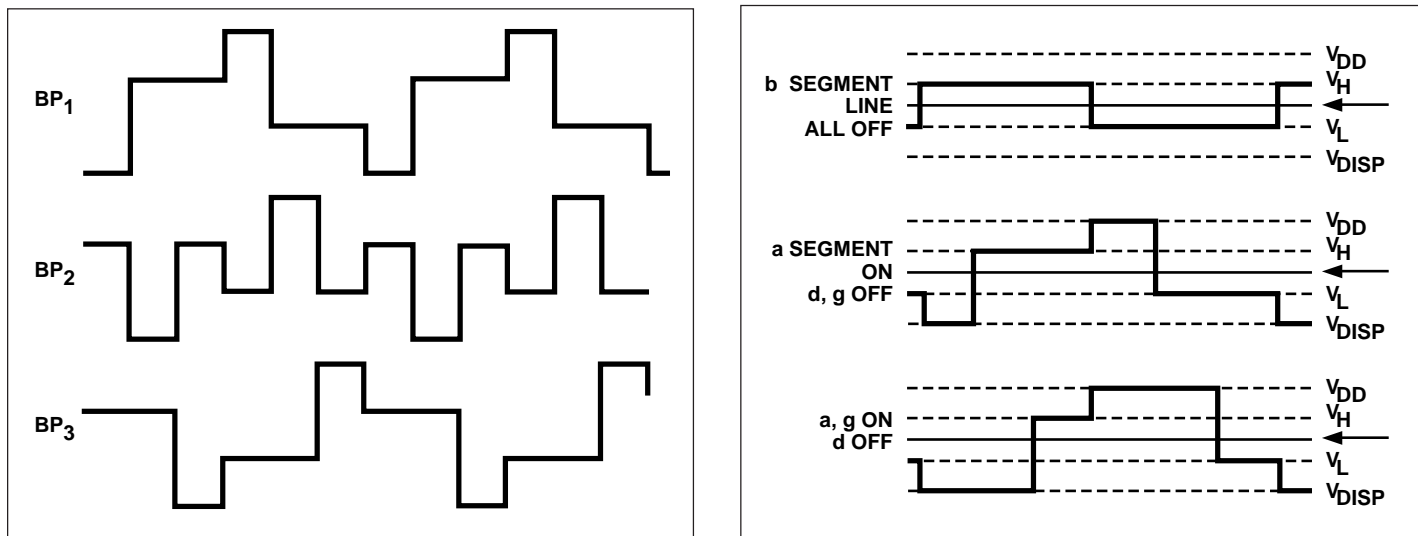 BP1
BP2
BP3
VDD
b SEGMENT VH
LINE
ALL OFF VL
VDISP
VDD
a SEGMENT VH
ON
d, g OFF VL
VDISP
VDD
a, g ON VH
d OFF
VL
VDISP